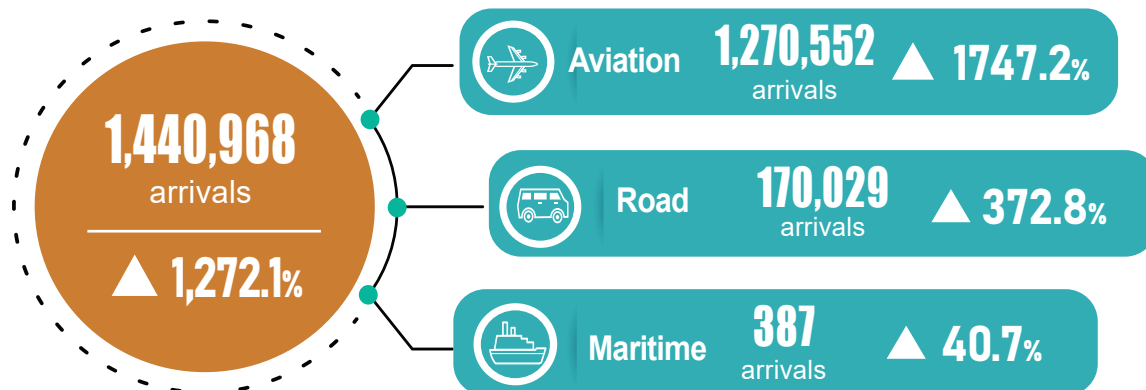 1,440,968
arrivals
▲ 1,272.1%
Aviation 1,270,552 ▲ 1747.2%
arrivals
Road 170,029 ▲ 372.8%
arrivals
Maritime 387 ▲ 40.7%
arrivals